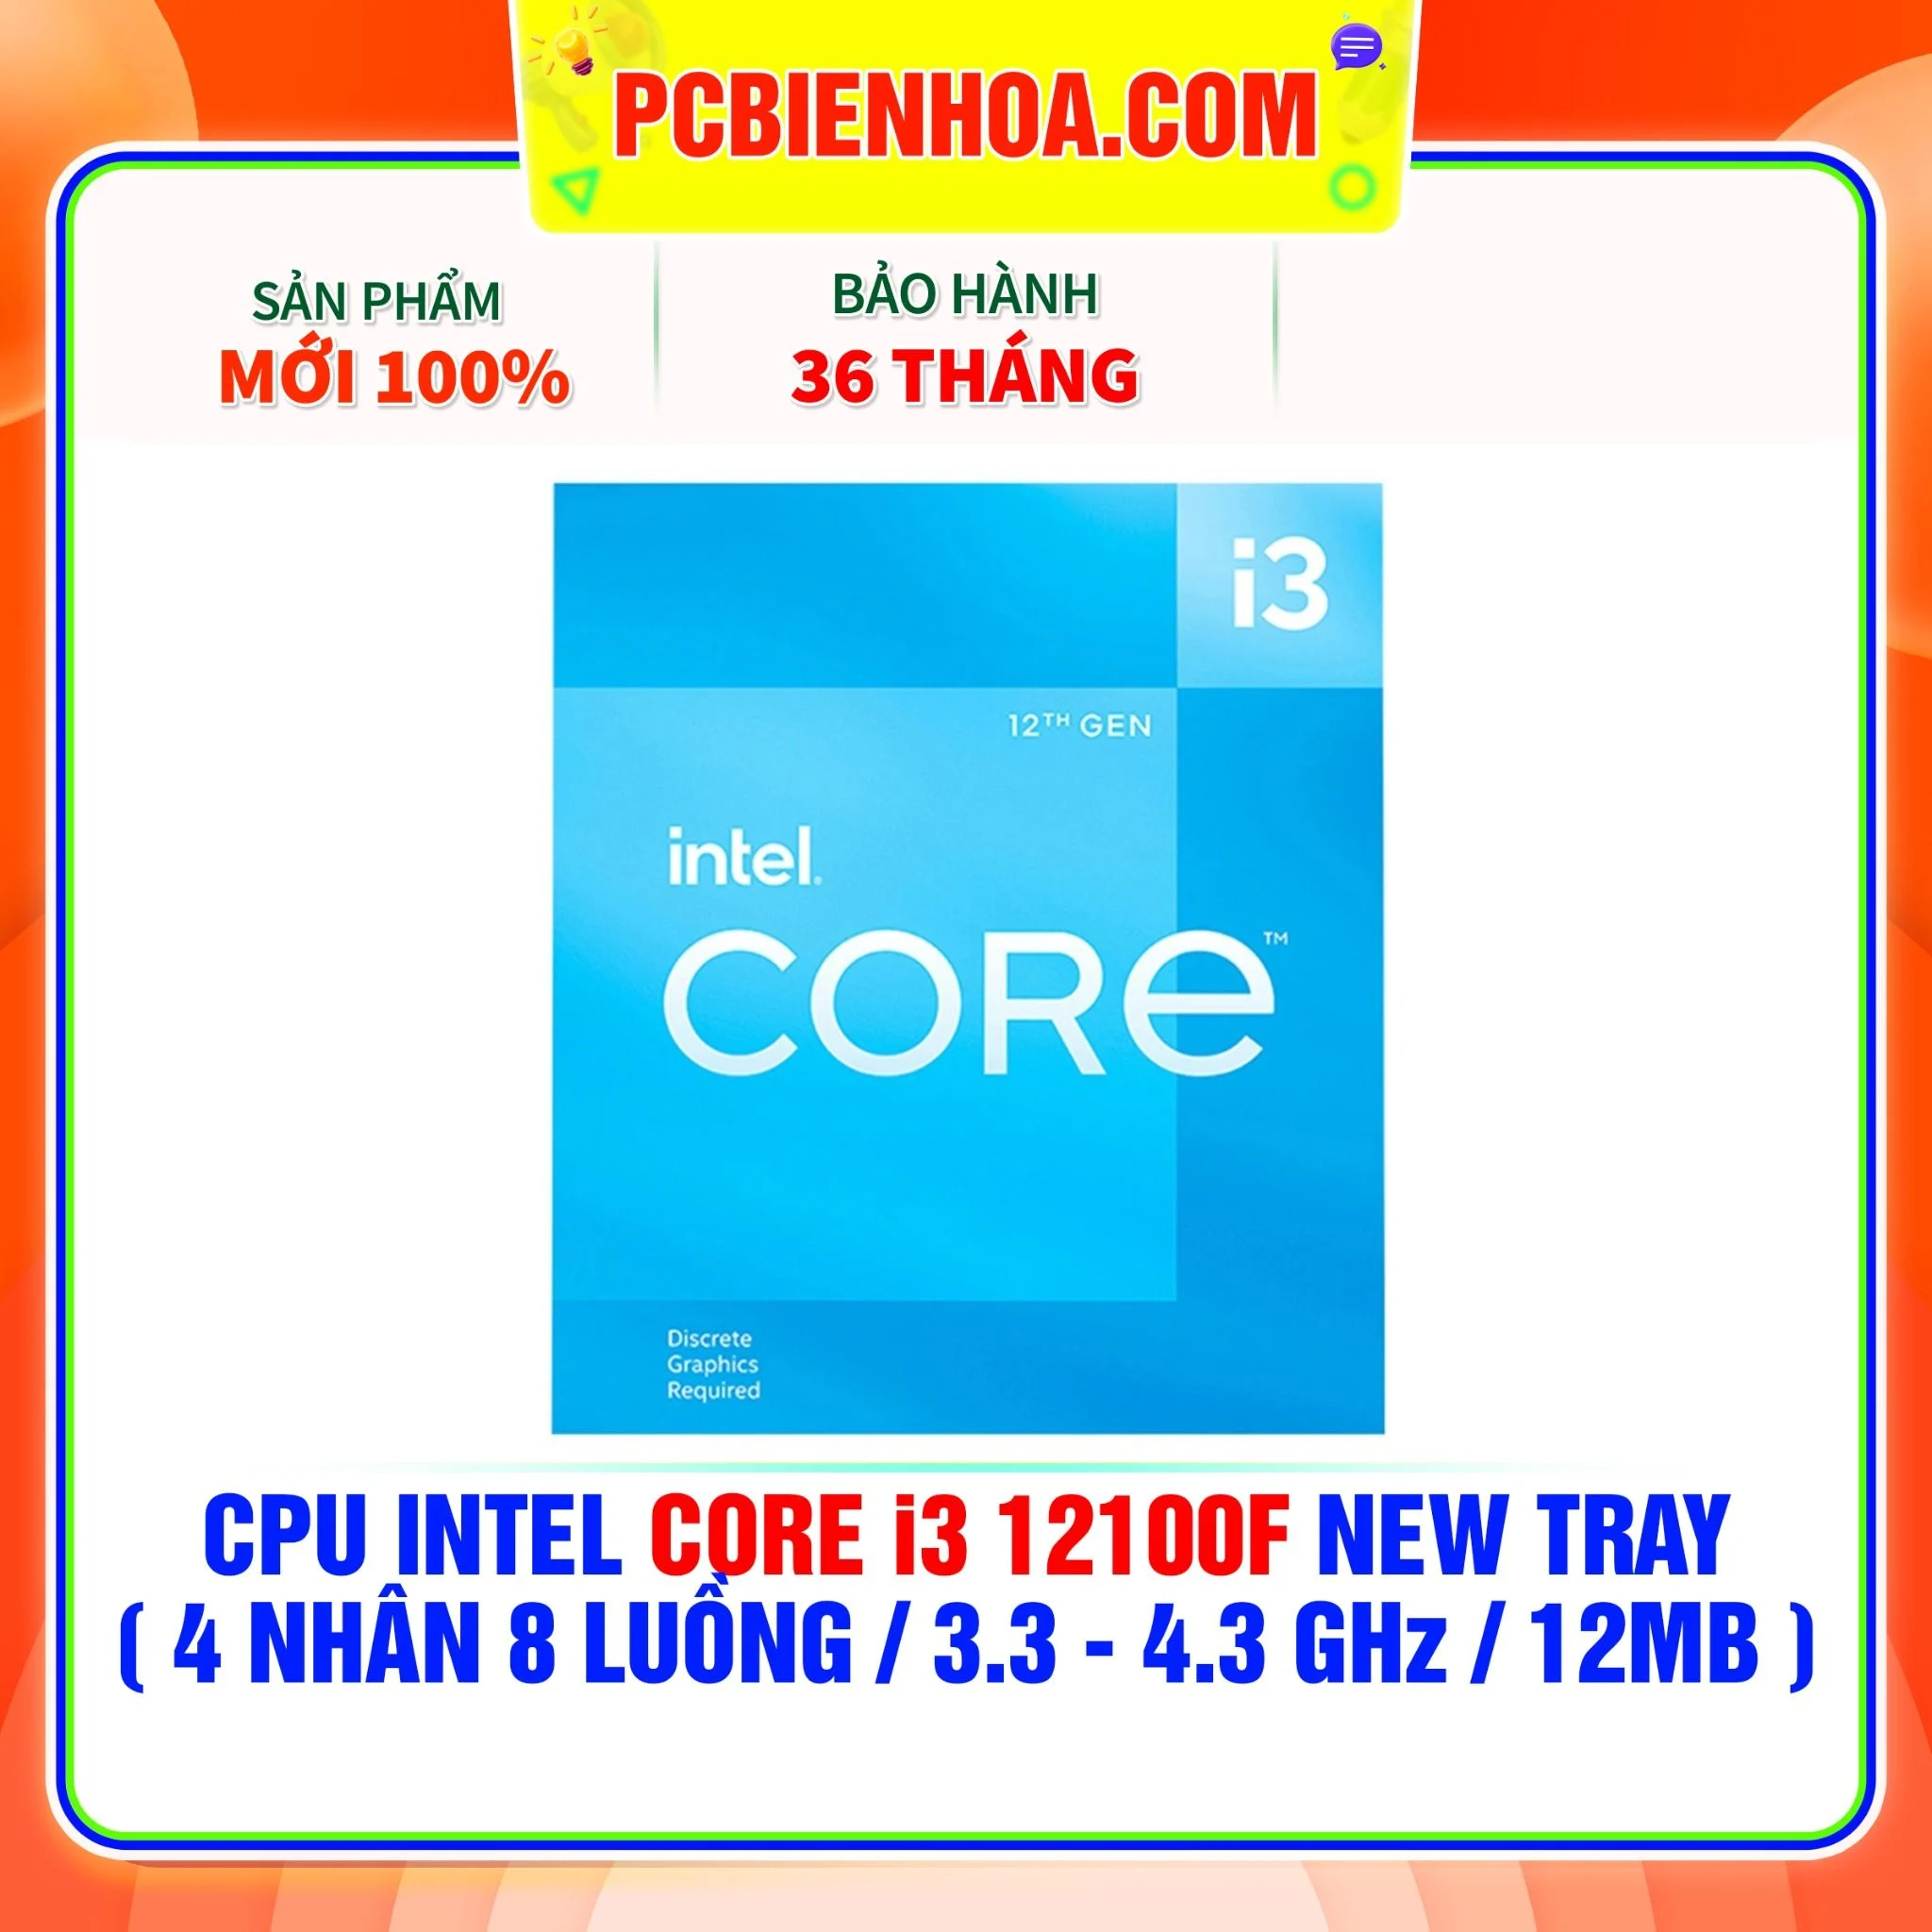 PCBIENHOA.COM
SẢN PHẨM
MỚI 100%
BẢO HÀNH
36 THÁNG
i3
12TH GEN
intel.
CORe™
Discrete
Graphics
Required
CPU INTEL CORE i3 12100F NEW TRAY
( 4 NHÂN 8 LUỒNG / 3.3 - 4.3 GHz / 12MB )